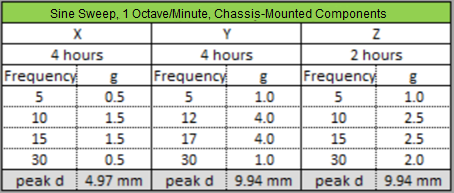 Sine Sweep, 1 Octave/Minute, Chassis-Mounted Components
X Y Z
4 hours 4 hours 2 hours
Frequency g Frequency g Frequency g
5 0.5 5 1.0 5 1.0
10 1.5 12 4.0 10 2.5
15 1.5 17 4.0 15 2.5
30 0.5 30 1.0 30 2.0
peak d 4.97 mm peak d 9.94 mm peak d 9.94 mm